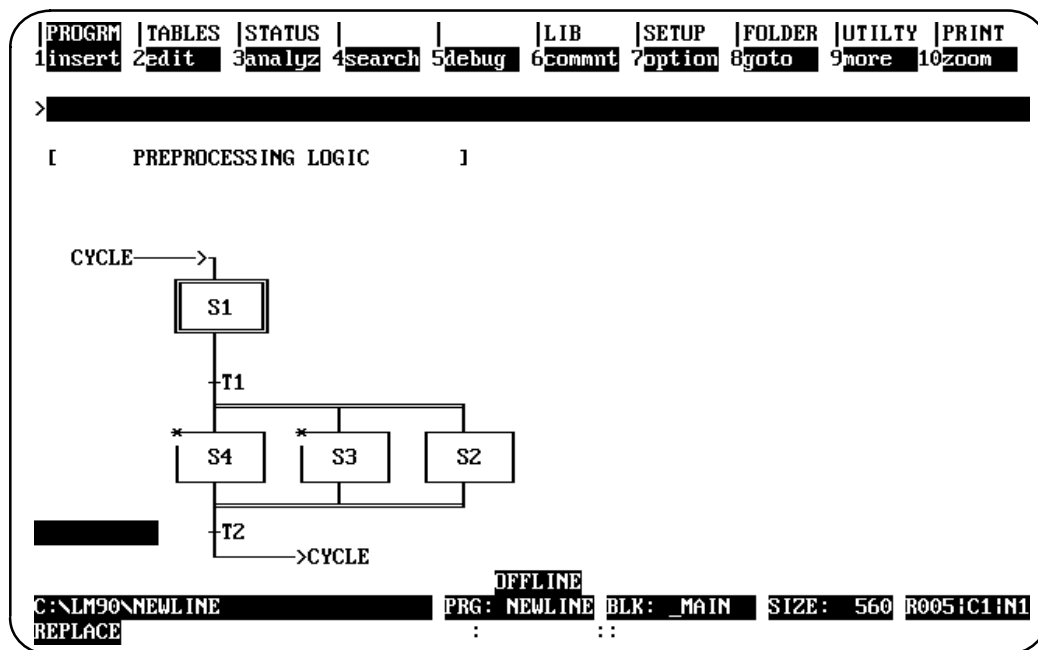 |PROGRM |TABLES |STATUS | | |LIB |SETUP |FOLDER |UTILTY |PRINT
1insert 2edit 3analyz 4search 5debug 6commnt 7option 8goto 9more 10zoom
>
[ PREPROCESSING LOGIC ]
CYCLE
S1
T1
S4 S3 S2
T2
>CYCLE
OFFLINE
C:\LM90\NEWLINE PRG: NEWLINE BLK: _MAIN SIZE: 560 R005|C1|N1
REPLACE : ::